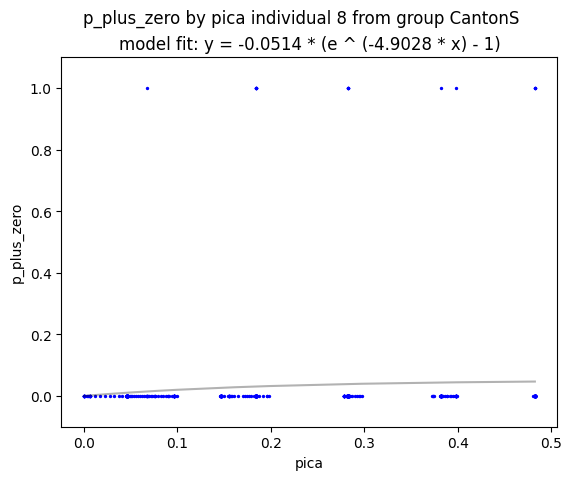 p_plus_zero by pica individual 8 from group CantonS
model fit: y = -0.0514 * (e ^ (-4.9028 * x) - 1)
1.0
0.8
0.6
0.4
0.2
0.0
p_plus_zero
0.0 0.1 0.2 0.3 0.4 0.5
pica